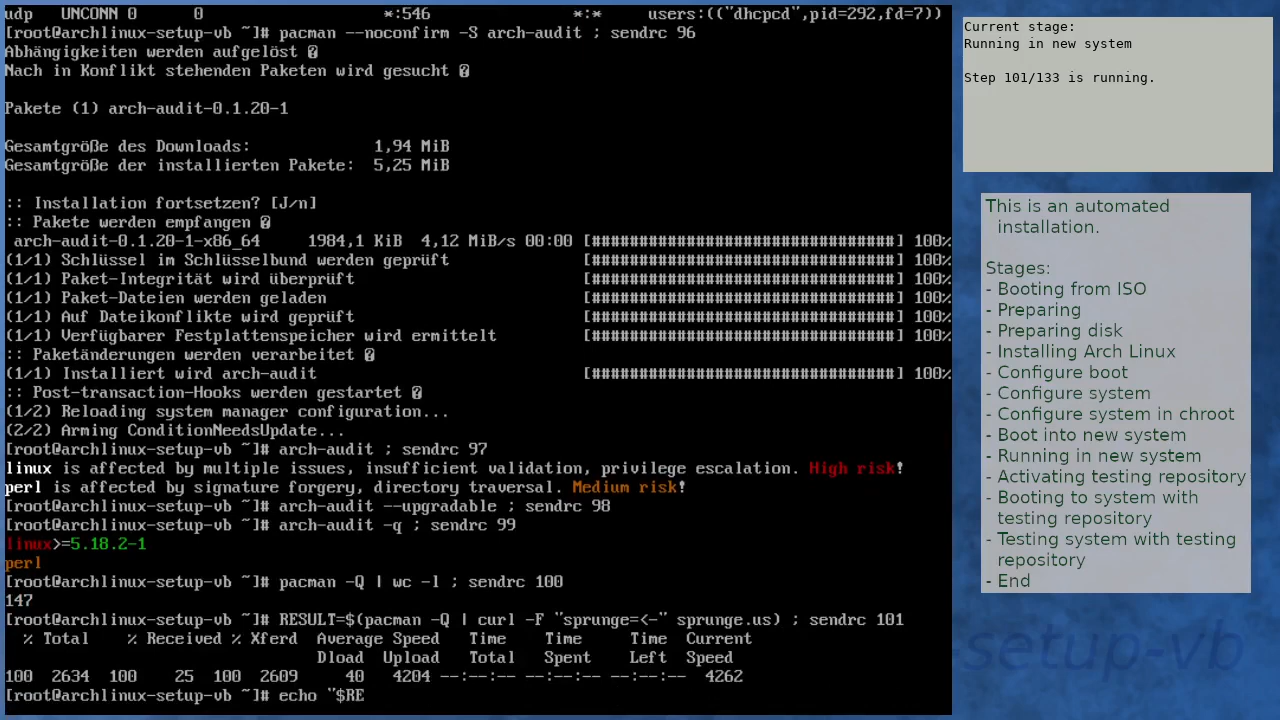 udp   UNCONN 0      0                   *:546               *:*     users:(("dhcpcd",pid=292,fd=7))
[root@archlinux-setup-vb ~]# pacman --noconfirm -S arch-audit ; sendrc 96
Abhängigkeiten werden aufgelöst �
Nach in Konflikt stehenden Paketen wird gesucht �
Pakete (1) arch-audit-0.1.20-1
Gesamtgröße des Downloads:             1,94 MiB
Gesamtgröße der installierten Pakete:  5,25 MiB
:: Installation fortsetzen? [J/n]
:: Pakete werden empfangen �
 arch-audit-0.1.20-1-x86_64     1984,1 KiB  4,12 MiB/s 00:00 [################################] 100%
(1/1) Schlüssel im Schlüsselbund werden geprüft              [################################] 100%
(1/1) Paket-Integrität wird überprüft                        [################################] 100%
(1/1) Paket-Dateien werden geladen                           [################################] 100%
(1/1) Auf Dateikonflikte wird geprüft                        [################################] 100%
(1/1) Verfügbarer Festplattenspeicher wird ermittelt         [################################] 100%
:: Paketänderungen werden verarbeitet �
(1/1) Installiert wird arch-audit                            [################################] 100%
:: Post-transaction-Hooks werden gestartet �
(1/2) Reloading system manager configuration...
(2/2) Arming ConditionNeedsUpdate...
[root@archlinux-setup-vb ~]# arch-audit ; sendrc 97
linux is affected by multiple issues, insufficient validation, privilege escalation. High risk!
perl is affected by signature forgery, directory traversal. Medium risk!
[root@archlinux-setup-vb ~]# arch-audit --upgradable ; sendrc 98
[root@archlinux-setup-vb ~]# arch-audit -q ; sendrc 99
linux>=5.18.2-1
perl
[root@archlinux-setup-vb ~]# pacman -Q | wc -l ; sendrc 100
147
[root@archlinux-setup-vb ~]# RESULT=$(pacman -Q | curl -F "sprunge=<-" sprunge.us) ; sendrc 101
  % Total    % Received % Xferd  Average Speed   Time    Time     Time  Current
                                 Dload  Upload   Total   Spent    Left  Speed
100  2634  100    25  100  2609     40   4204 --:--:-- --:--:-- --:--:--  4262
[root@archlinux-setup-vb ~]# echo "$RE
Current stage:
Running in new system
Step 101/133 is running.
This is an automated
installation.
Stages:
- Booting from ISO
- Preparing
- Preparing disk
- Installing Arch Linux
- Configure boot
- Configure system
- Configure system in chroot
- Boot into new system
- Running in new system
- Activating testing repository
- Booting to system with
testing repository
- Testing system with testing
repository
- End
-setup-vb